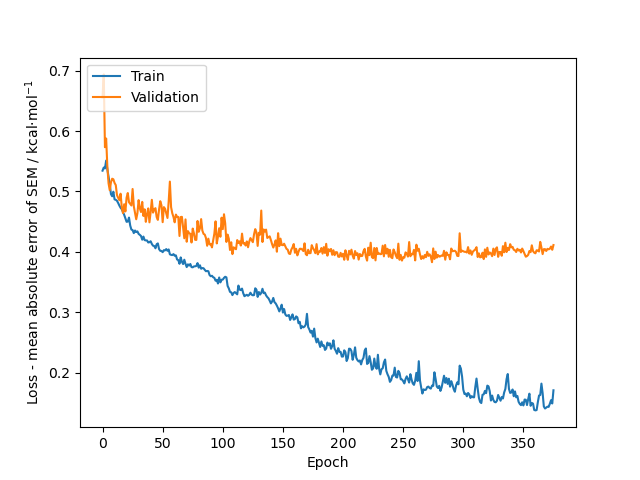 0.7
0.6
0.5
0.4
0.3
0.2
Loss - mean absolute error of SEM / kcal·mol⁻¹
Train
Validation
0 50 100 150 200 250 300 350
Epoch